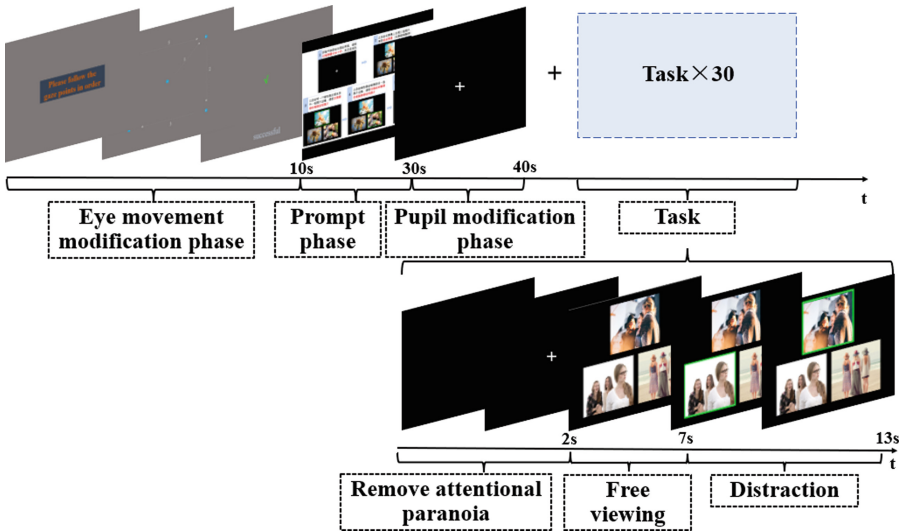 Please follow the
gaze points in order
successful
Task×30
10s
30s
40s
t
Eye movement
modification phase
Prompt
phase
Pupil modification
phase
Task
2s
7s
13s
t
Remove attentional
paranoia
Free
viewing
Distraction